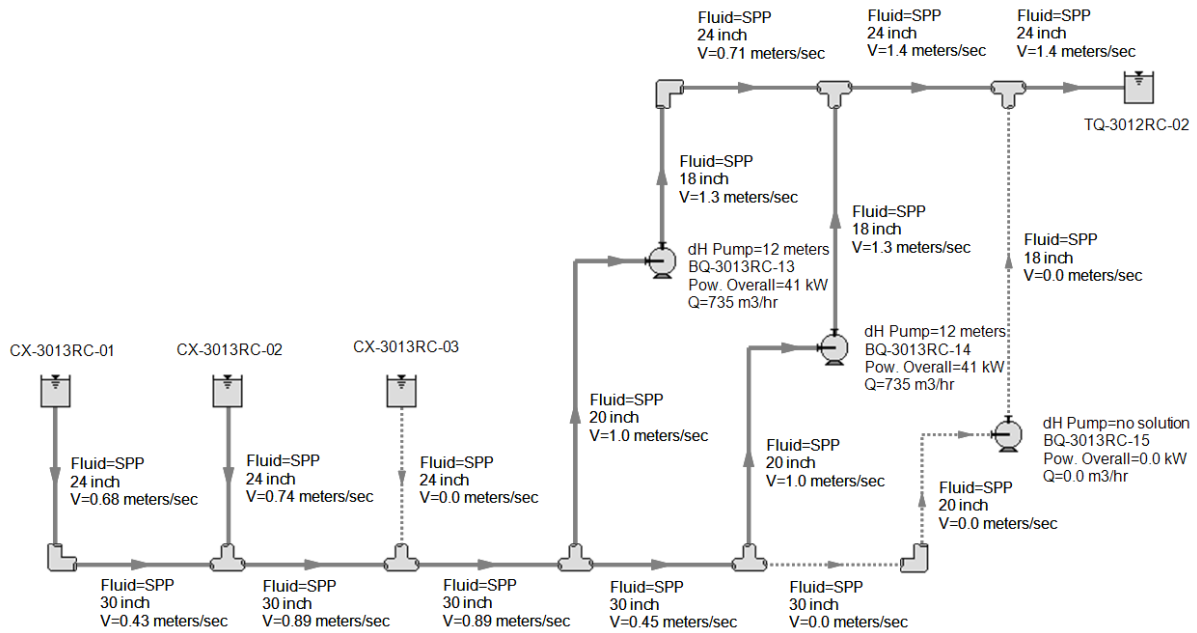 Fluid=SPP
24 inch
V=0.71 meters/sec
Fluid=SPP
24 inch
V=1.4 meters/sec
Fluid=SPP
24 inch
V=1.4 meters/sec
TQ-3012RC-02
Fluid=SPP
18 inch
V=1.3 meters/sec
Fluid=SPP
18 inch
V=1.3 meters/sec
Fluid=SPP
18 inch
V=0.0 meters/sec
dH Pump=12 meters
BQ-3013RC-13
Pow. Overall=41 kW
Q=735 m3/hr
dH Pump=12 meters
BQ-3013RC-14
Pow. Overall=41 kW
Q=735 m3/hr
dH Pump=no solution
BQ-3013RC-15
Pow. Overall=0.0 kW
Q=0.0 m3/hr
CX-3013RC-01
CX-3013RC-02
CX-3013RC-03
Fluid=SPP
24 inch
V=0.68 meters/sec
Fluid=SPP
24 inch
V=0.74 meters/sec
Fluid=SPP
24 inch
V=0.0 meters/sec
Fluid=SPP
20 inch
V=1.0 meters/sec
Fluid=SPP
20 inch
V=1.0 meters/sec
Fluid=SPP
20 inch
V=0.0 meters/sec
Fluid=SPP
30 inch
V=0.43 meters/sec
Fluid=SPP
30 inch
V=0.89 meters/sec
Fluid=SPP
30 inch
V=0.89 meters/sec
Fluid=SPP
30 inch
V=0.45 meters/sec
Fluid=SPP
30 inch
V=0.0 meters/sec